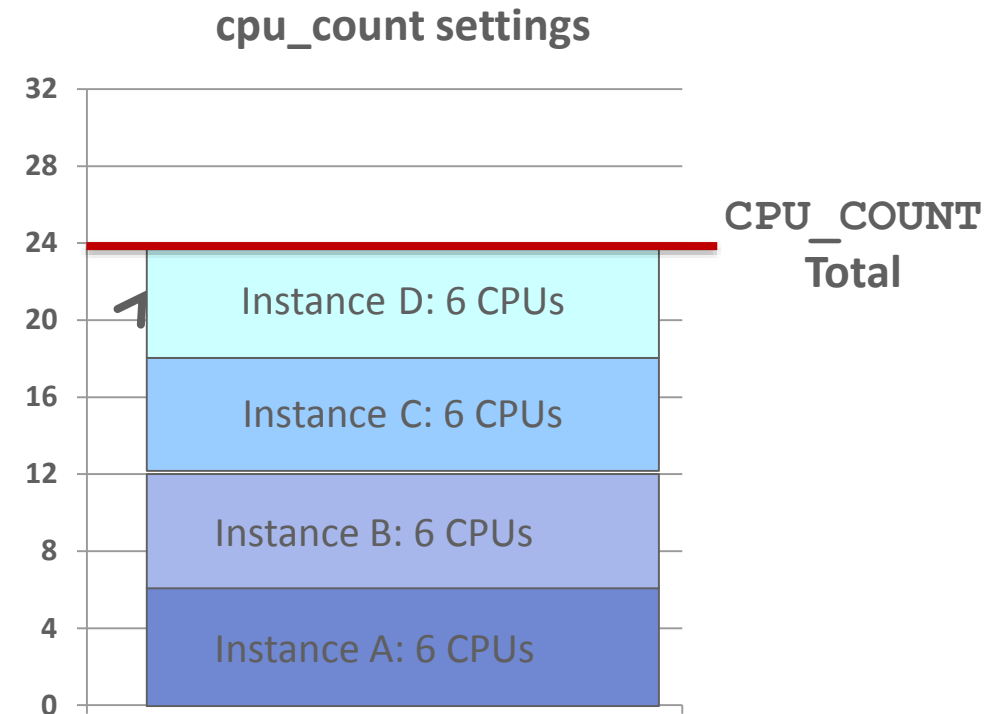 cpu_count settings
32
28
24
20
16
12
8
4
0
CPU_COUNT
Total
Instance D: 6 CPUs
Instance C: 6 CPUs
Instance B: 6 CPUs
Instance A: 6 CPUs